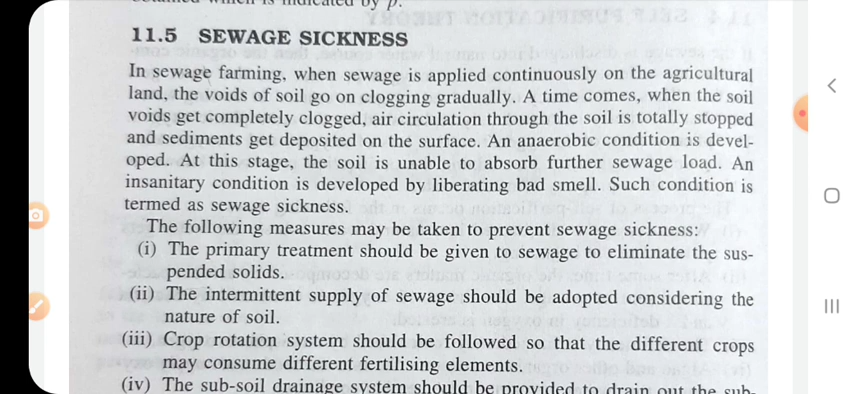 11.5 SEWAGE SICKNESS
In sewage farming, when sewage is applied continuously on the agricultural
land, the voids of soil go on clogging gradually. A time comes, when the soil
voids get completely clogged, air circulation through the soil is totally stopped
and sediments get deposited on the surface. An anaerobic condition is devel-
oped. At this stage, the soil is unable to absorb further sewage load. An
insanitary condition is developed by liberating bad smell. Such condition is
termed as sewage sickness.
The following measures may be taken to prevent sewage sickness:
(i) The primary treatment should be given to sewage to eliminate the sus-
pended solids.
(ii) The intermittent supply of sewage should be adopted considering the
nature of soil.
(iii) Crop rotation system should be followed so that the different crops
may consume different fertilising elements.
(iv) The sub-soil drainage system should be provided to drain out the sub-